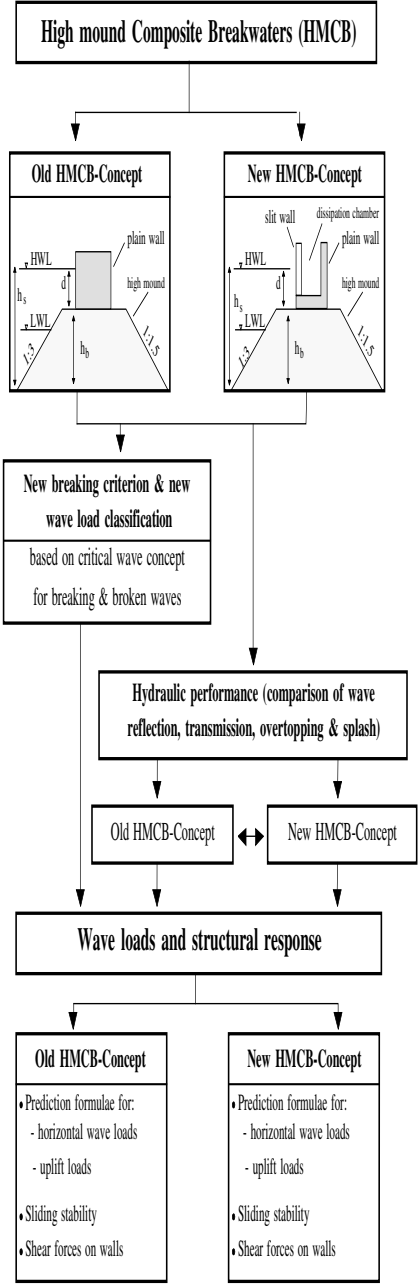 High mound Composite Breakwaters (HMCB)
Old HMCB-Concept
HWL
plain wall
d
high mound
hs
LWL
1:3
hb
1:1.5
New HMCB-Concept
slit wall
dissipation chamber
HWL
plain wall
d
high mound
hs
LWL
1:3
hb
1:1.5
New breaking criterion & new
wave load classification
based on critical wave concept
for breaking & broken waves
Hydraulic performance (comparison of wave
reflection, transmission, overtopping & splash)
Old HMCB-Concept
New HMCB-Concept
Wave loads and structural response
Old HMCB-Concept
• Prediction formulae for:
- horizontal wave loads
- uplift loads
• Sliding stability
• Shear forces on walls
New HMCB-Concept
• Prediction formulae for:
- horizontal wave loads
- uplift loads
• Sliding stability
• Shear forces on walls